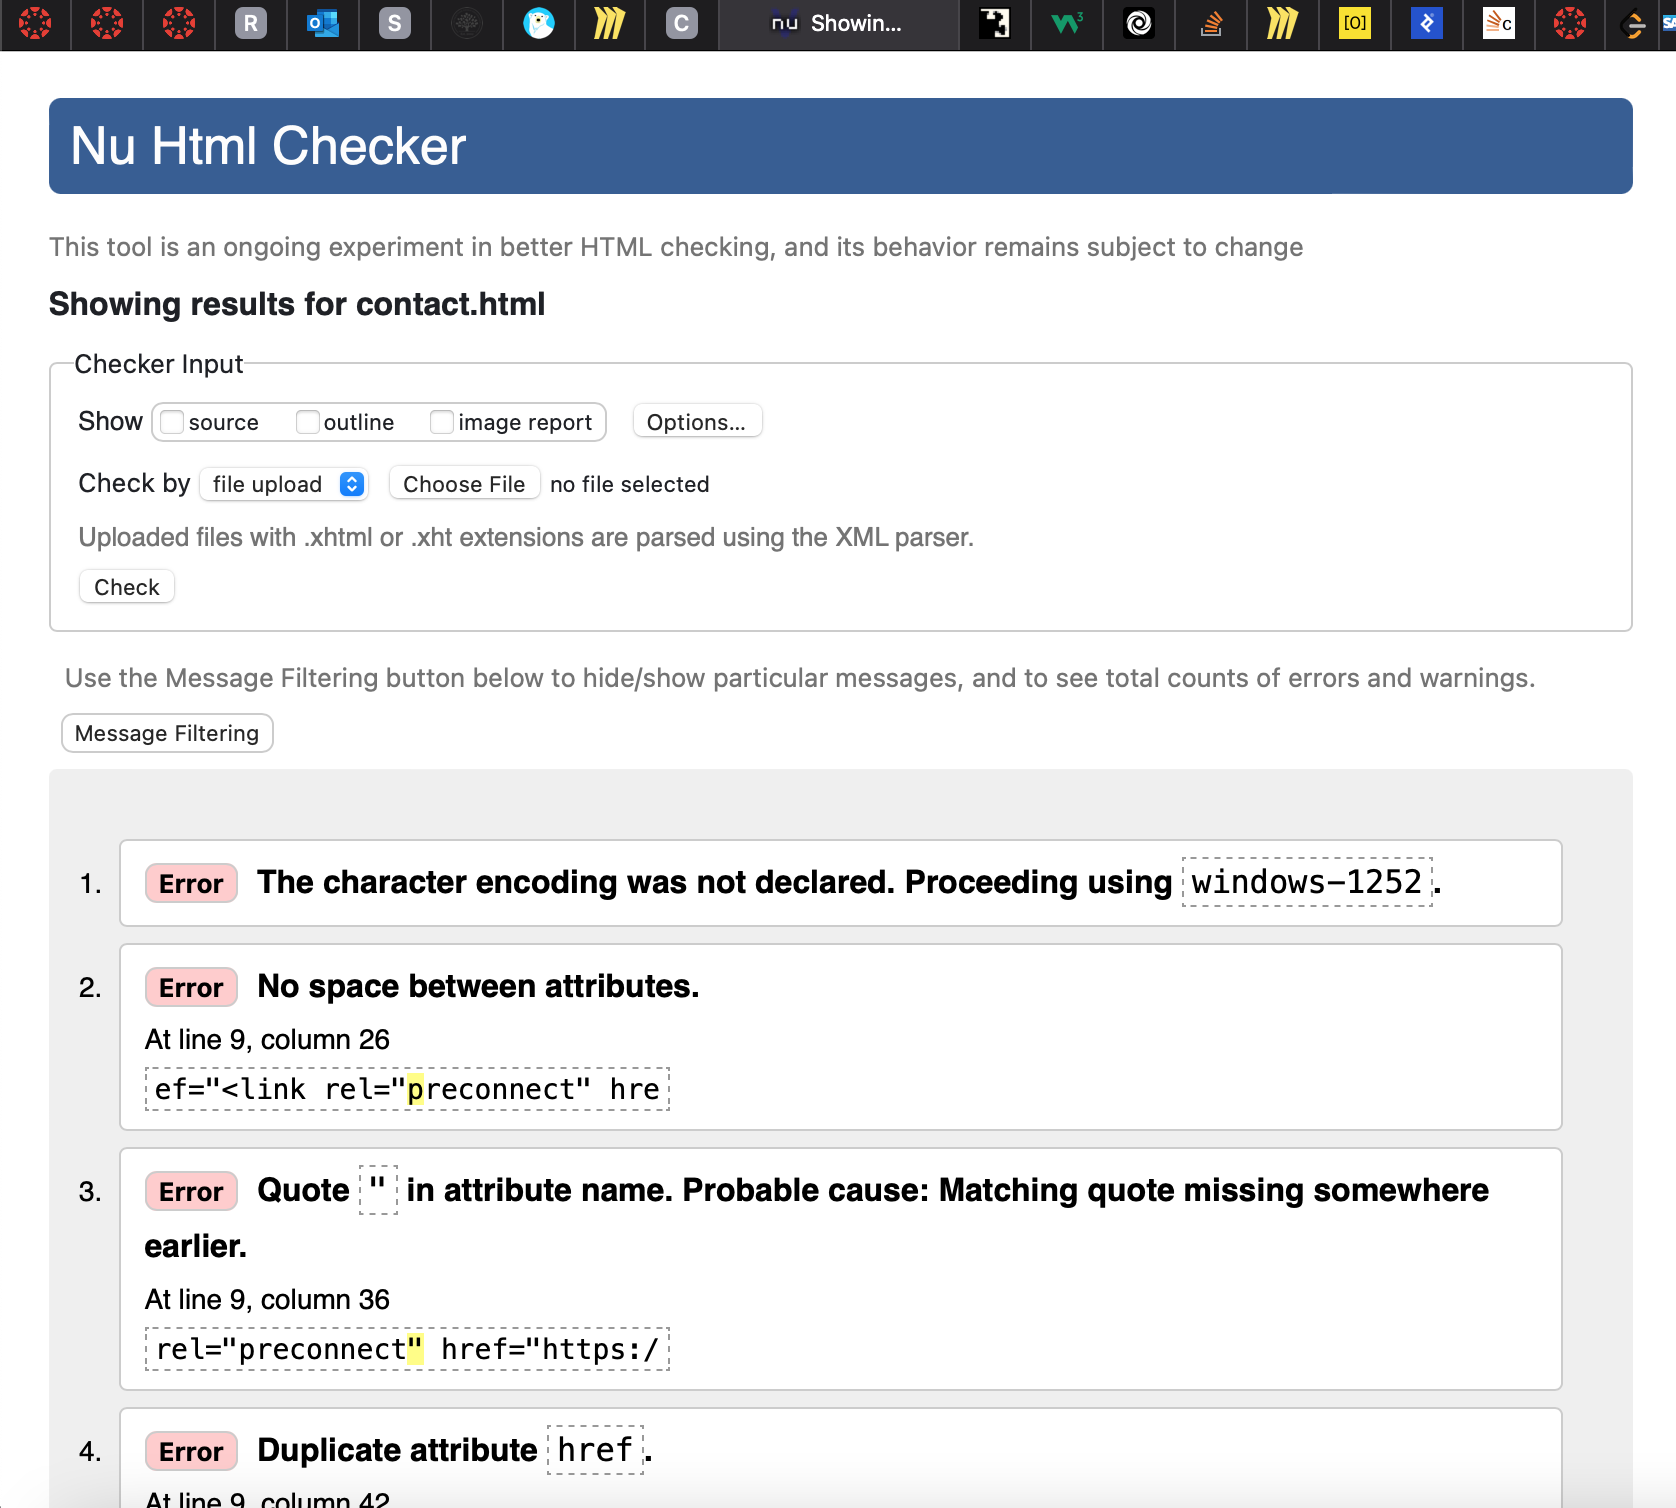 R
S
C
nu Showin...
[O]
c
Nu Html Checker
This tool is an ongoing experiment in better HTML checking, and its behavior remains subject to change
Showing results for contact.html
Checker Input
Show source outline image report Options...
Check by file upload Choose File no file selected
Uploaded files with .xhtml or .xht extensions are parsed using the XML parser.
Check
Use the Message Filtering button below to hide/show particular messages, and to see total counts of errors and warnings.
Message Filtering
1. Error The character encoding was not declared. Proceeding using windows-1252.
2. Error No space between attributes.
At line 9, column 26
ef="<link rel="preconnect" hre
3. Error Quote " in attribute name. Probable cause: Matching quote missing somewhere
earlier.
At line 9, column 36
rel="preconnect" href="https:/
4. Error Duplicate attribute href.
At line 9, column 42